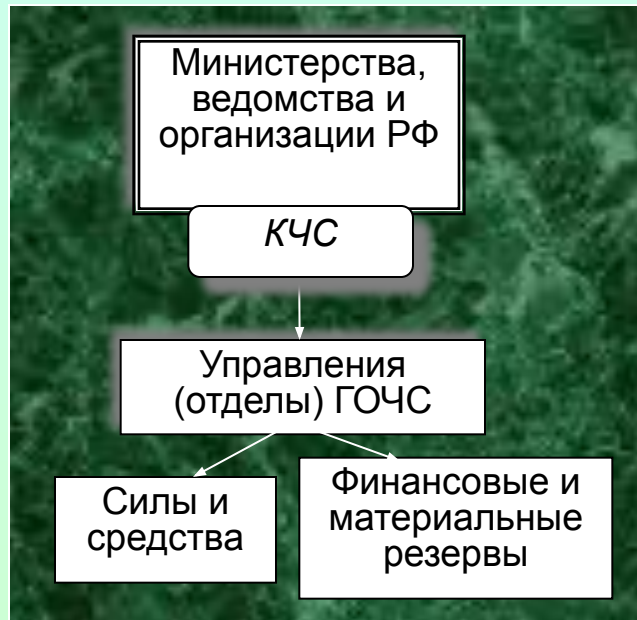 Министерства,
ведомства и
организации РФ
КЧС
Управления
(отделы) ГОЧС
Силы и
средства
Финансовые и
материальные
резервы